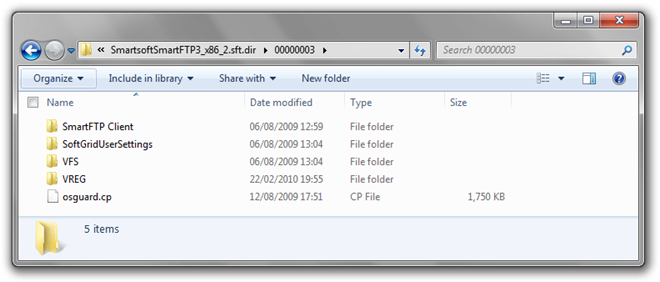 « SmartsoftSmartFTP3_x86_2.sft.dir ▸ 00000003 ▸ Search 00000003
Organize ▾ Include in library ▾ Share with ▾ New folder
Name Date modified Type Size
SmartFTP Client 06/08/2009 12:59 File folder
SoftGridUserSettings 06/08/2009 13:04 File folder
VFS 06/08/2009 13:04 File folder
VREG 22/02/2010 19:55 File folder
osguard.cp 12/08/2009 17:51 CP File 1,750 KB
5 items